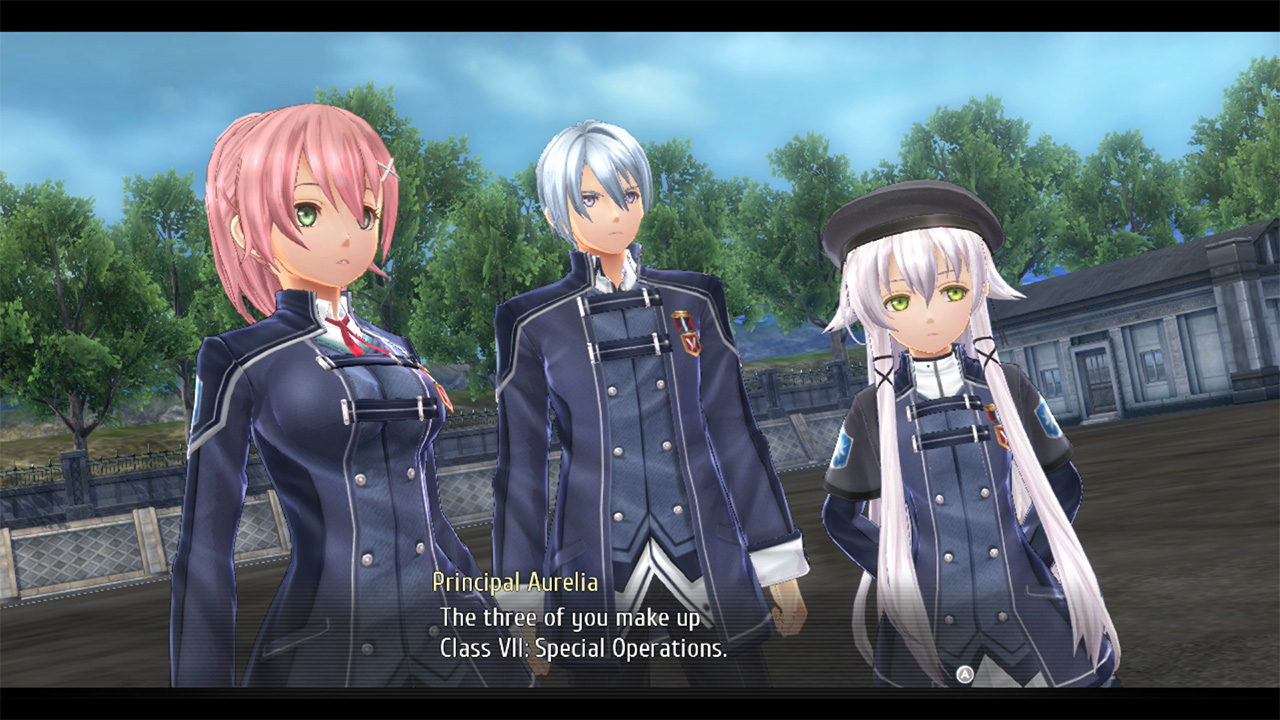 Principal Aurelia
The three of you make up
Class VII: Special Operations.
A